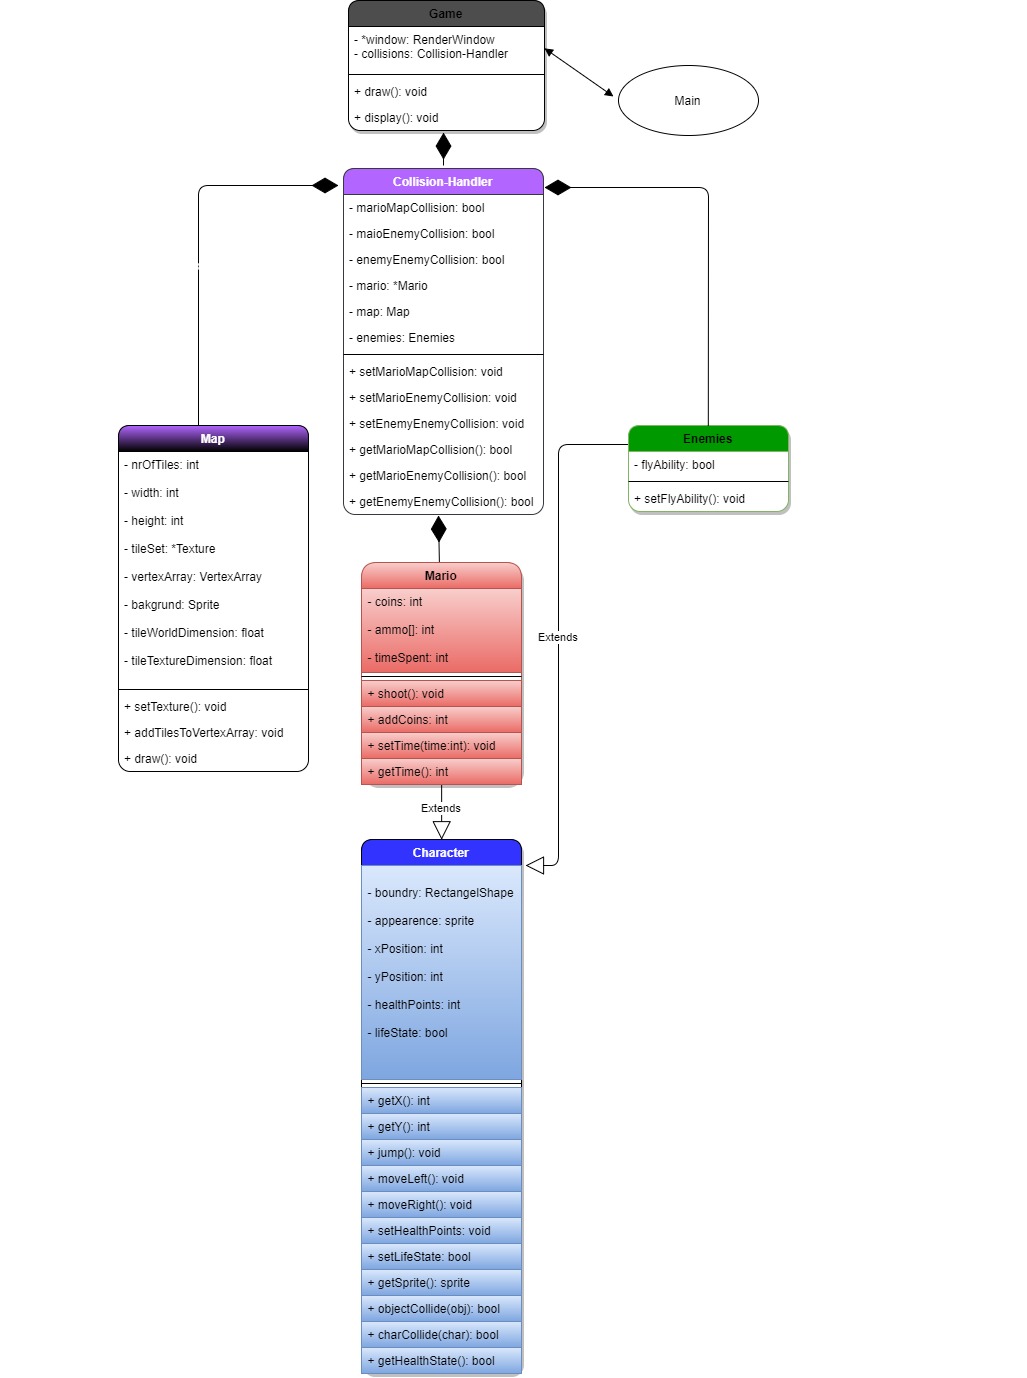 Game
- *window: RenderWindow
- collisions: Collision-Handler
+ draw(): void
+ display(): void
Main
Collision-Handler
- marioMapCollision: bool
- maioEnemyCollision: bool
- enemyEnemyCollision: bool
- mario: *Mario
- map: Map
- enemies: Enemies
+ setMarioMapCollision: void
+ setMarioEnemyCollision: void
+ setEnemyEnemyCollision: void
+ getMarioMapCollision(): bool
+ getMarioEnemyCollision(): bool
+ getEnemyEnemyCollision(): bool
Map
- nrOfTiles: int
- width: int
- height: int
- tileSet: *Texture
- vertexArray: VertexArray
- bakgrund: Sprite
- tileWorldDimension: float
- tileTextureDimension: float
+ setTexture(): void
+ addTilesToVertexArray: void
+ draw(): void
Enemies
- flyAbility: bool
+ setFlyAbility(): void
Mario
- coins: int
- ammo[]: int
- timeSpent: int
+ shoot(): void
+ addCoins: int
+ setTime(time:int): void
+ getTime(): int
Extends
Extends
Character
- boundry: RectangelShape
- appearence: sprite
- xPosition: int
- yPosition: int
- healthPoints: int
- lifeState: bool
+ getX(): int
+ getY(): int
+ jump(): void
+ moveLeft(): void
+ moveRight(): void
+ setHealthPoints: void
+ setLifeState: bool
+ getSprite(): sprite
+ objectCollide(obj): bool
+ charCollide(char): bool
+ getHealthState(): bool